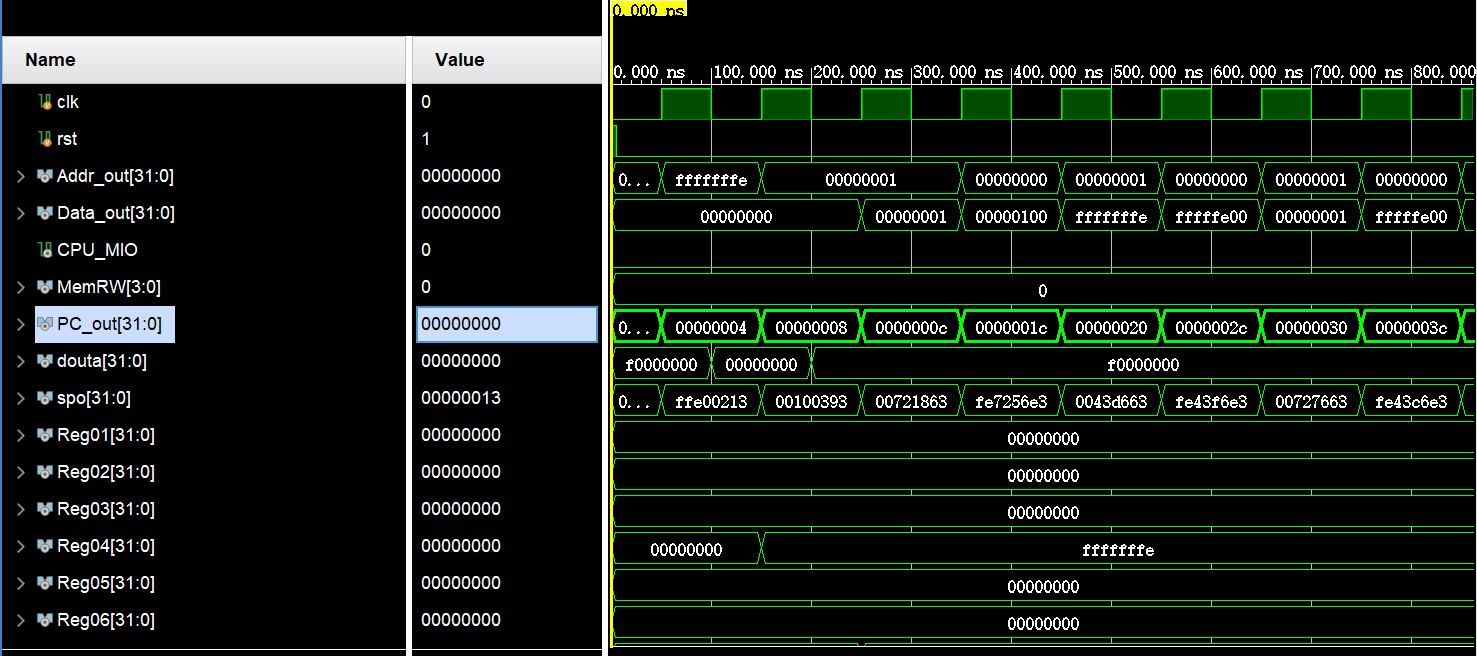 0.000 ns
Name Value
0.000 ns 100.000 ns 200.000 ns 300.000 ns 400.000 ns 500.000 ns 600.000 ns 700.000 ns 800.000
clk 0
rst 1
Addr_out[31:0] 00000000 0... fffffffe 00000001 00000000 00000001 00000000 00000001 00000000
Data_out[31:0] 00000000 00000000 00000001 00000100 fffffffe fffffe00 00000001 fffffe00
CPU_MIO 0
MemRW[3:0] 0 0
PC_out[31:0] 00000000 0... 00000004 00000008 0000000c 0000001c 00000020 0000002c 00000030 0000003c
douta[31:0] 00000000 f0000000 00000000 f0000000
spo[31:0] 00000013 0... ffe00213 00100393 00721863 fe7256e3 0043d663 fe43f6e3 00727663 fe43c6e3
Reg01[31:0] 00000000 00000000
Reg02[31:0] 00000000 00000000
Reg03[31:0] 00000000 00000000
Reg04[31:0] 00000000 00000000 fffffffe
Reg05[31:0] 00000000 00000000
Reg06[31:0] 00000000 00000000